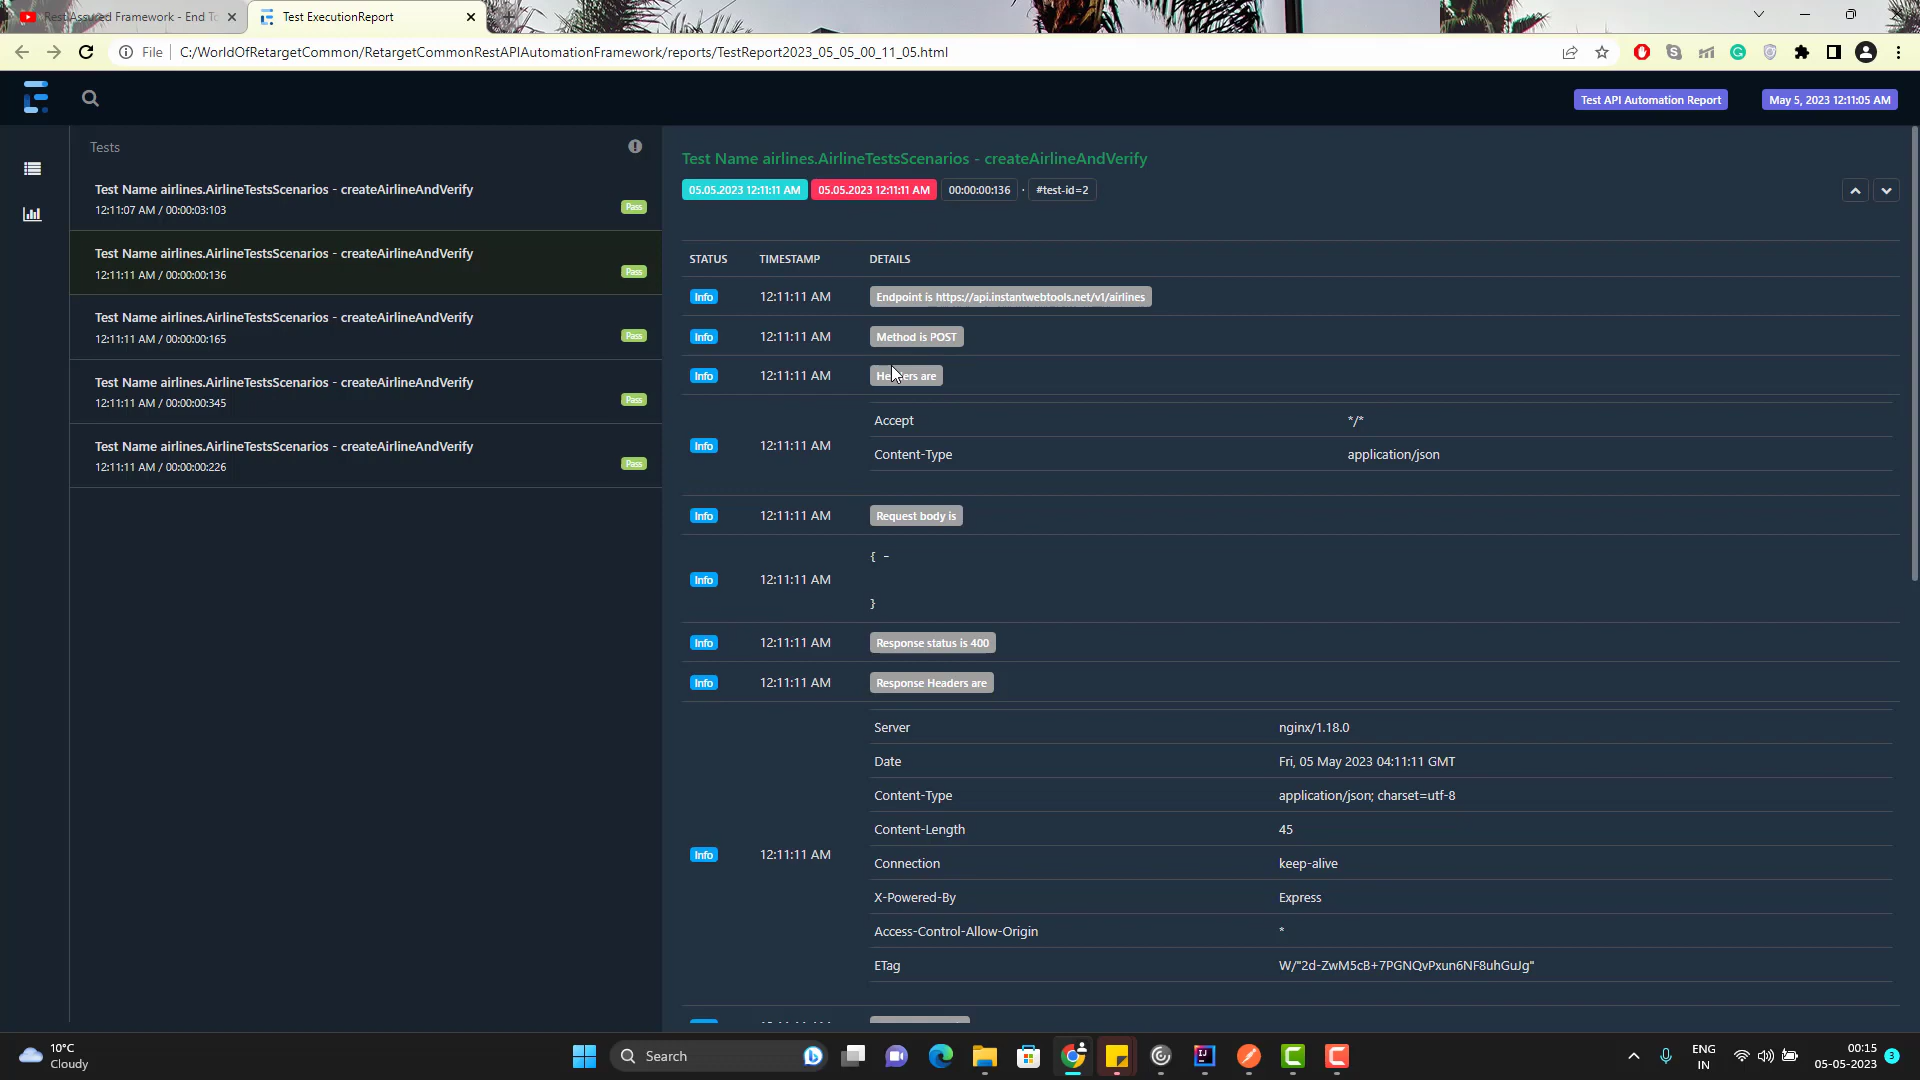 Rest Assured Framework - End To
Test ExecutionReport
File
C:/WorldOfRetargetCommon/RetargetCommonRestAPIAutomationFramework/reports/TestReport2023_05_05_00_11_05.html
Test API Automation Report
May 5, 2023 12:11:05 AM
Tests
Test Name airlines.AirlineTestsScenarios - createAirlineAndVerify
12:11:07 AM / 00:00:03:103
Pass
Test Name airlines.AirlineTestsScenarios - createAirlineAndVerify
12:11:11 AM / 00:00:00:136
Pass
Test Name airlines.AirlineTestsScenarios - createAirlineAndVerify
12:11:11 AM / 00:00:00:165
Pass
Test Name airlines.AirlineTestsScenarios - createAirlineAndVerify
12:11:11 AM / 00:00:00:345
Pass
Test Name airlines.AirlineTestsScenarios - createAirlineAndVerify
12:11:11 AM / 00:00:00:226
Pass
Test Name airlines.AirlineTestsScenarios - createAirlineAndVerify
05.05.2023 12:11:11 AM 05.05.2023 12:11:11 AM 00:00:00:136 · #test-id=2
STATUS TIMESTAMP DETAILS
Info 12:11:11 AM Endpoint is https://api.instantwebtools.net/v1/airlines
Info 12:11:11 AM Method is POST
Info 12:11:11 AM Headers are
Accept */*
Info 12:11:11 AM
Content-Type application/json
Info 12:11:11 AM Request body is
{ -
Info 12:11:11 AM
}
Info 12:11:11 AM Response status is 400
Info 12:11:11 AM Response Headers are
Server nginx/1.18.0
Date Fri, 05 May 2023 04:11:11 GMT
Content-Type application/json; charset=utf-8
Content-Length 45
Info 12:11:11 AM
Connection keep-alive
X-Powered-By Express
Access-Control-Allow-Origin *
ETag W/"2d-ZwM5cB+7PGNQvPxun6NF8uhGuJg"
10°C
Cloudy
Search
ENG
IN
00:15
05-05-2023
3